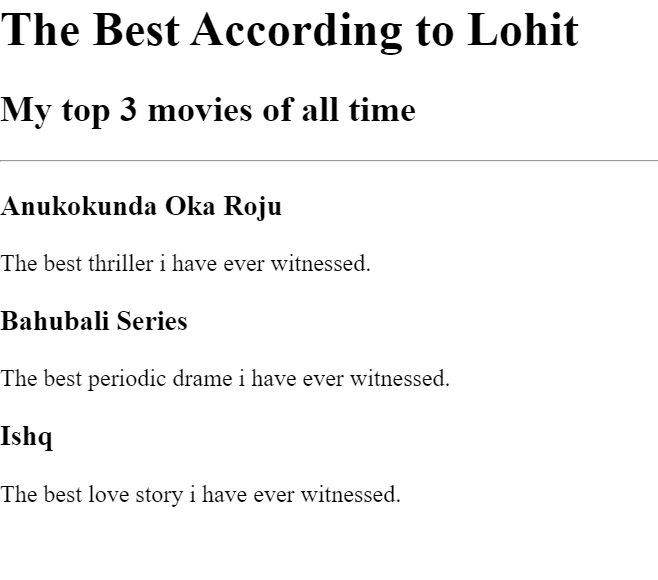 The Best According to Lohit
My top 3 movies of all time
Anukokunda Oka Roju
The best thriller i have ever witnessed.
Bahubali Series
The best periodic drame i have ever witnessed.
Ishq
The best love story i have ever witnessed.